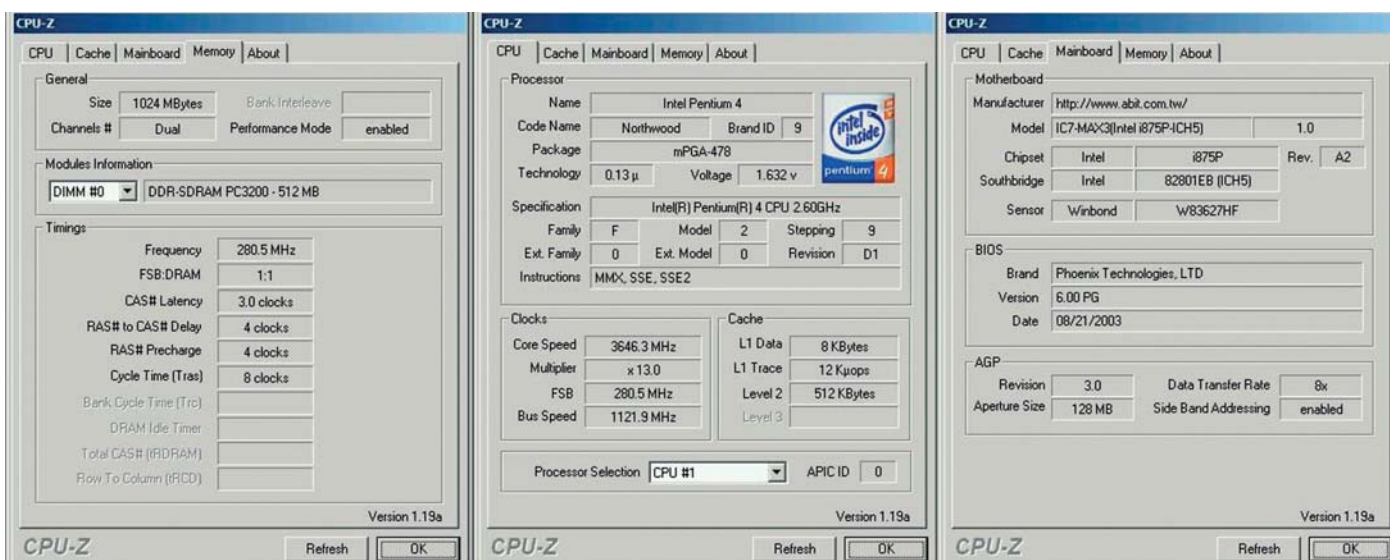 CPU-Z
CPU Cache Mainboard Memory About
General
Size 1024 MBytes Bank Interleave
Channels # Dual Performance Mode enabled
Modules Information
DIMM #0 DDR-SDRAM PC3200 - 512 MB
Timings
Frequency 280.5 MHz
FSB:DRAM 1:1
CAS# Latency 3.0 clocks
RAS# to CAS# Delay 4 clocks
RAS# Precharge 4 clocks
Cycle Time (Tras) 8 clocks
Bank Cycle Time (Trc)
DRAM Idle Timer
Total CAS# (tRDRAM)
Row To Column (tRCD)
Version 1.19a
CPU-Z Refresh OK
CPU-Z
CPU Cache Mainboard Memory About
Processor
Name Intel Pentium 4
Code Name Northwood Brand ID 9
Package mPGA-478
Technology 0.13 µ Voltage 1.632 v
intel inside
pentium 4
Specification Intel(R) Pentium(R) 4 CPU 2.60GHz
Family F Model 2 Stepping 9
Ext. Family 0 Ext. Model 0 Revision D1
Instructions MMX, SSE, SSE2
Clocks
Core Speed 3646.3 MHz
Multiplier x 13.0
FSB 280.5 MHz
Bus Speed 1121.9 MHz
Cache
L1 Data 8 KBytes
L1 Trace 12 Kµops
Level 2 512 KBytes
Level 3
Processor Selection CPU #1 APIC ID 0
Version 1.19a
CPU-Z Refresh OK
CPU-Z
CPU Cache Mainboard Memory About
Motherboard
Manufacturer http://www.abit.com.tw/
Model IC7-MAX3(Intel i875P-ICH5) 1.0
Chipset Intel i875P Rev. A2
Southbridge Intel 82801EB (ICH5)
Sensor Winbond W83627HF
BIOS
Brand Phoenix Technologies, LTD
Version 6.00 PG
Date 08/21/2003
AGP
Revision 3.0 Data Transfer Rate 8x
Aperture Size 128 MB Side Band Addressing enabled
Version 1.19a
CPU-Z Refresh OK